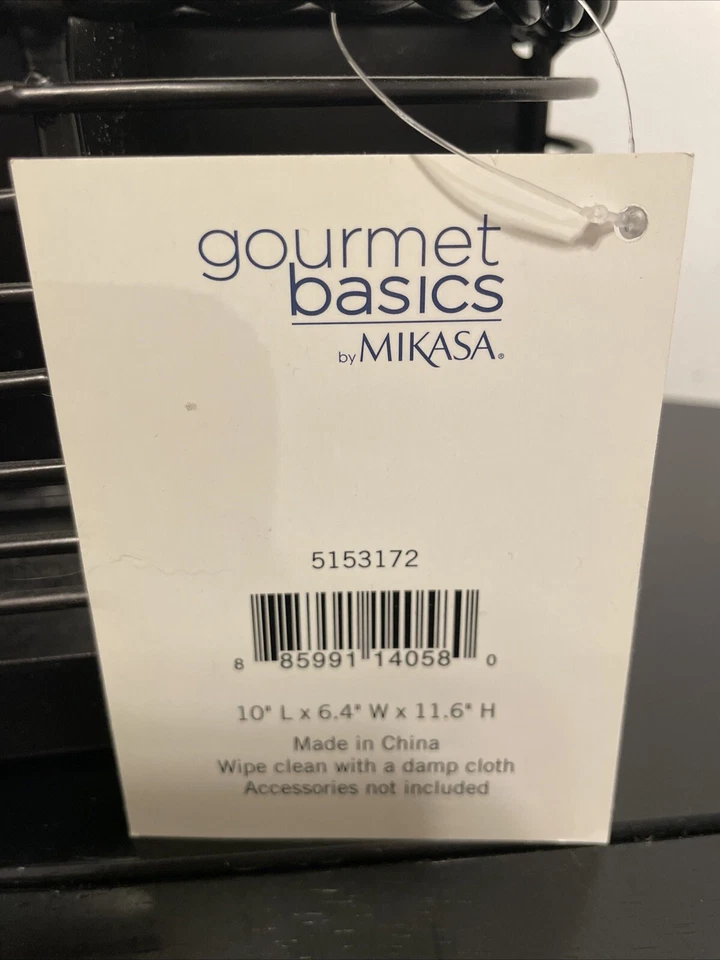 gourmet
basics
by MIKASA®
5153172
8 85991 14058 0
10" L x 6.4" W x 11.6" H
Made in China
Wipe clean with a damp cloth
Accessories not included